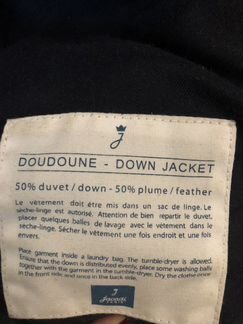 J
DOUDOUNE - DOWN JACKET
50% duvet / down - 50% plume / feather
Le vêtement doit être mis dans un sac de linge. Le
sèche-linge est autorisé. Attention de bien repartir le duvet,
placer quelques balles de lavage avec le vêtement dans le
seche-linge. Sécher le vêtement une fois endroit et une fois
envers.
Place garment inside a laundry bag. The tumble-dryer is allowed.
Ensure that the down is distributed evenly, place some washing balls
together with the garment in the tumble-dryer. Dry the clothes once
in the front side and once in the back side.
J